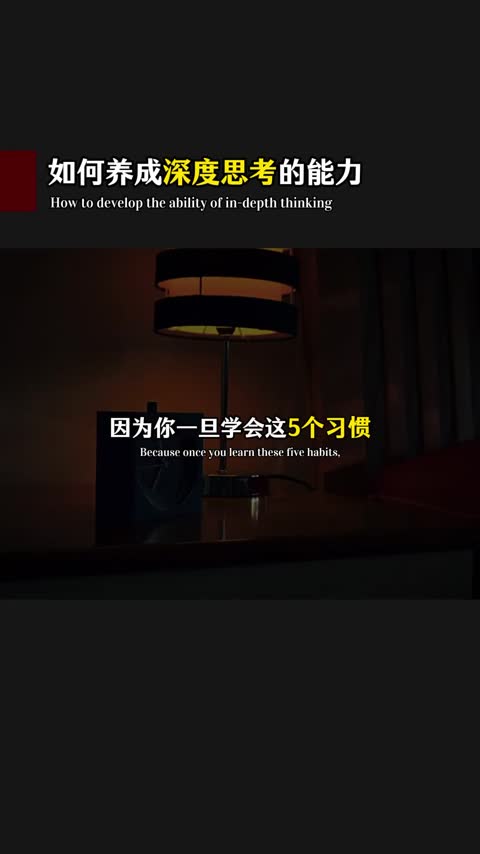 如何养成深度思考的能力
How to develop the ability of in-depth thinking
因为你一旦学会这5个习惯
Because once you learn these five habits,